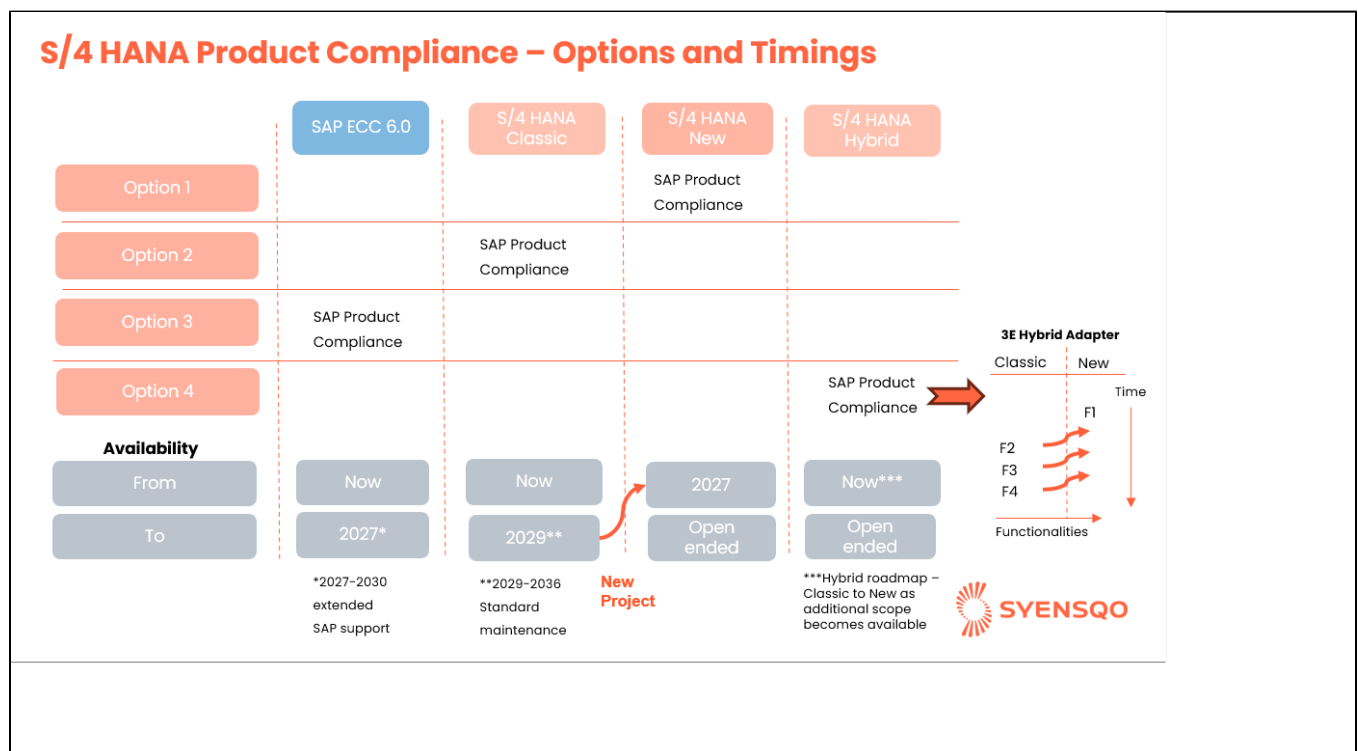 S/4 HANA Product Compliance – Options and Timings
SAP ECC 6.0
S/4 HANA
Classic
S/4 HANA
New
S/4 HANA
Hybrid
Option 1
SAP Product
Compliance
Option 2
SAP Product
Compliance
Option 3
SAP Product
Compliance
Option 4
SAP Product
Compliance
3E Hybrid Adapter
Classic
New
Time
F1
F2
F3
F4
Functionalities
Availability
From
Now
Now
2027
Now***
To
2027*
2029**
Open
ended
Open
ended
*2027-2030
extended
SAP support
**2029-2036
Standard
maintenance
New
Project
***Hybrid roadmap –
Classic to New as
additional scope
becomes available
SYENSQO